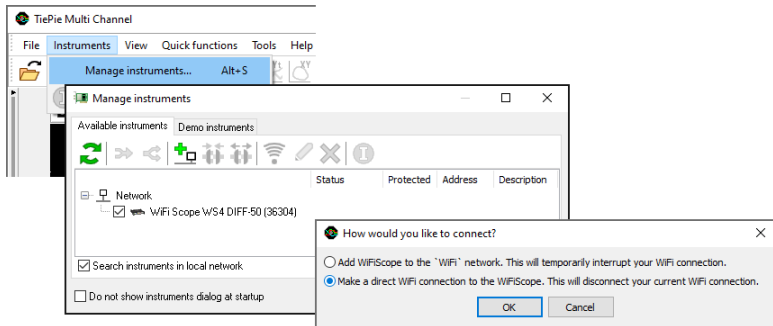 TiePie Multi Channel
File Instruments View Quick functions Tools Help
Manage instruments... Alt+S
Manage instruments
Available instruments Demo instruments
Status Protected Address Description
Network
WiFi Scope WS4 DIFF-50 (36304)
Search instruments in local network
Do not show instruments dialog at startup
How would you like to connect?
Add WiFiScope to the `WiFi` network. This will temporarily interrupt your WiFi connection.
Make a direct WiFi connection to the WiFiScope. This will disconnect your current WiFi connection.
OK Cancel